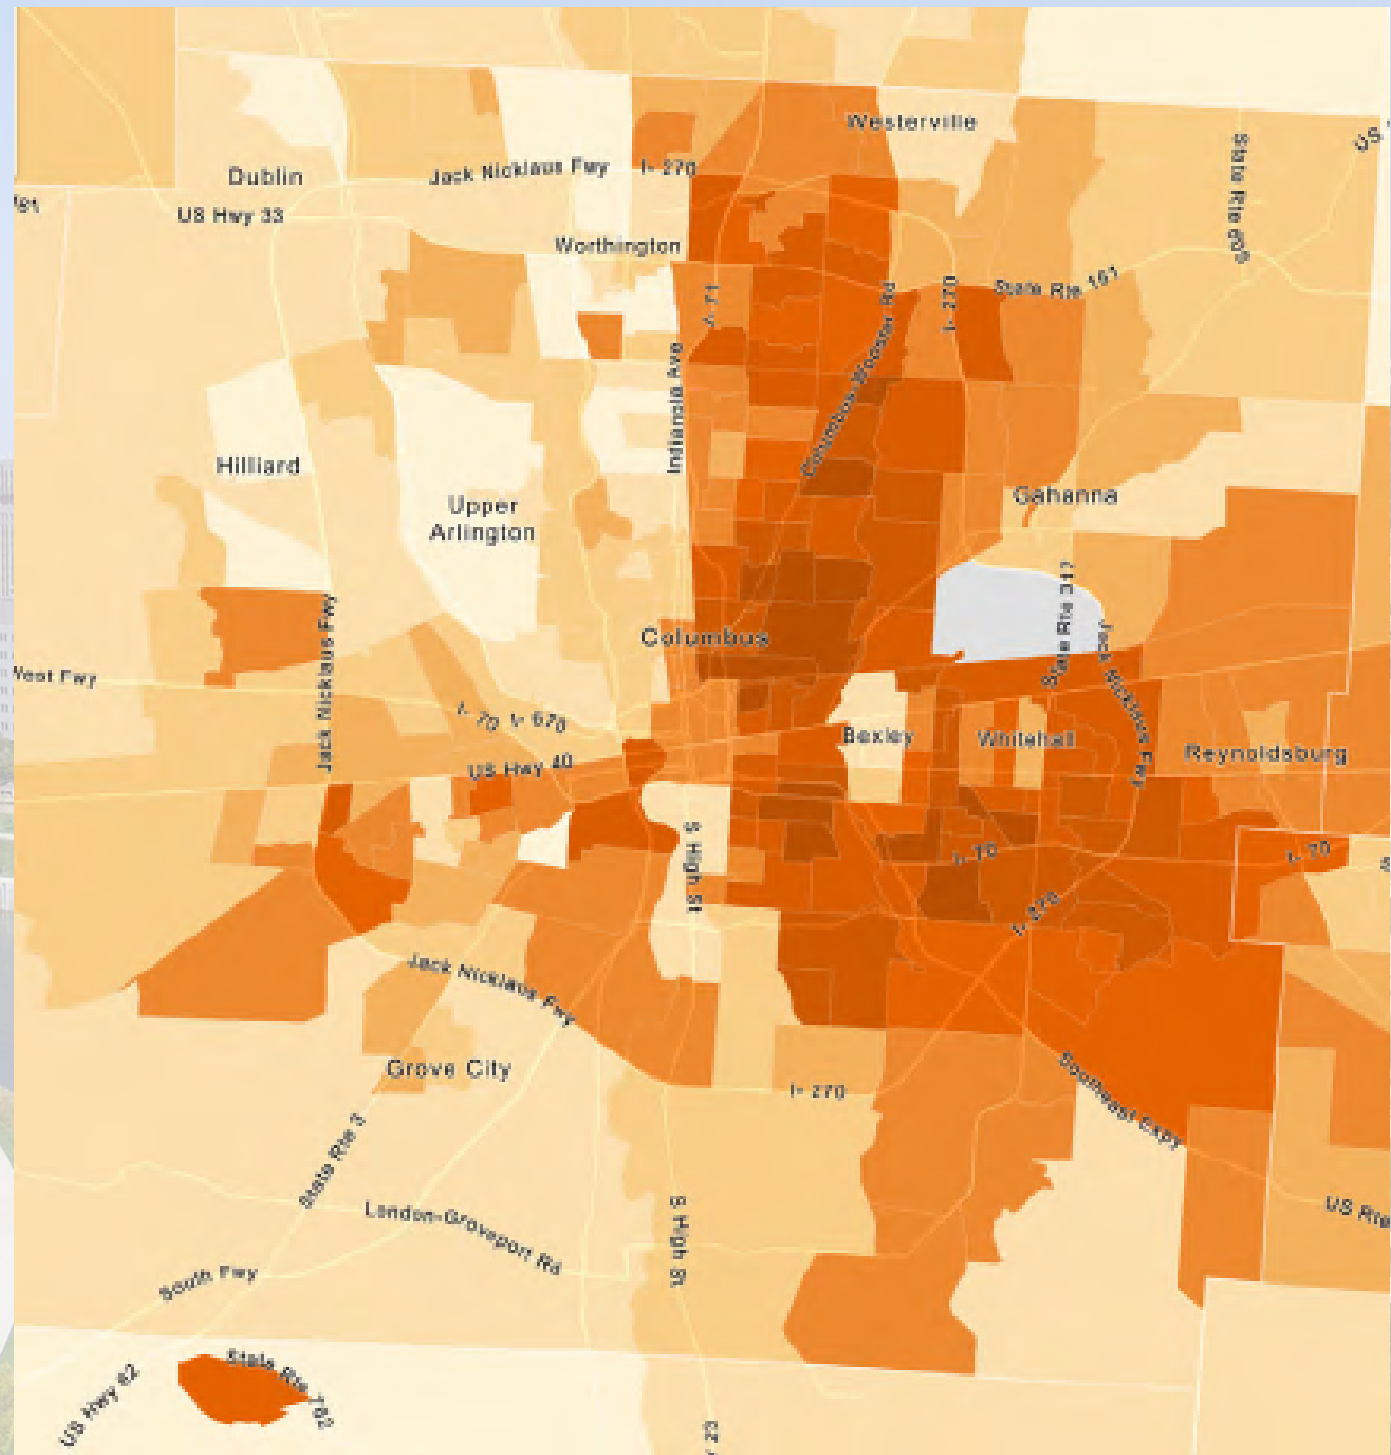 Westerville
US
Dublin
Jack Nicklaus Fwy
I- 270
State Rte 605
US Hwy 33
Worthington
I- 71
I- 270
State Rte 161
Columbus-Wooster Rd
Indianola Ave
Hilliard
Upper
Arlington
Gahanna
State Rte 317
Jack Nicklaus Fwy
Columbus
Jack Nicklaus Fwy
West Fwy
I- 70
I- 670
Bexley
Whitehall
Reynoldsburg
US Hwy 40
S High St
I- 70
I- 70
I- 270
Jack Nicklaus Fwy
Grove City
I- 270
Southeast Expy
State Rte 3
London-Groveport Rd
S High St
US Rte
South Fwy
State Rte 762
US Hwy 62
23